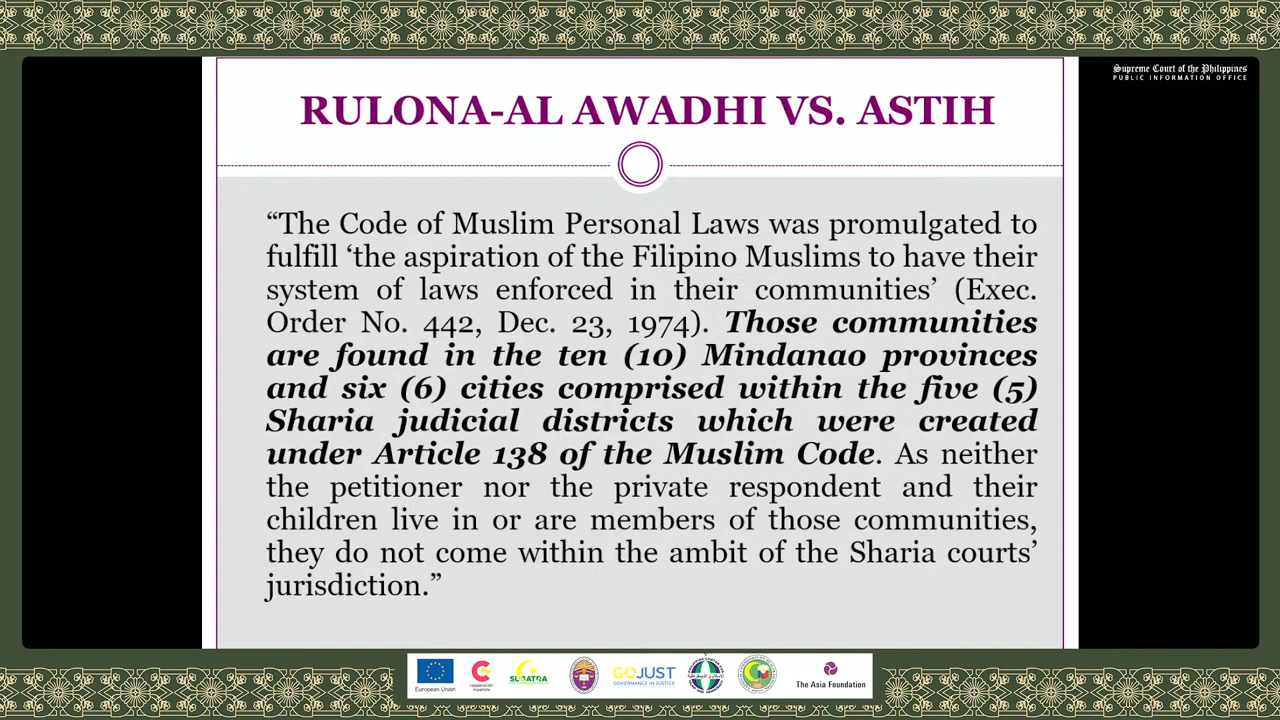 Supreme Court of the Philippines
PUBLIC INFORMATION OFFICE
RULONA-AL AWADHI VS. ASTIH
“The Code of Muslim Personal Laws was promulgated to
fulfill ‘the aspiration of the Filipino Muslims to have their
system of laws enforced in their communities’ (Exec.
Order No. 442, Dec. 23, 1974). Those communities
are found in the ten (10) Mindanao provinces
and six (6) cities comprised within the five (5)
Sharia judicial districts which were created
under Article 138 of the Muslim Code. As neither
the petitioner nor the private respondent and their
children live in or are members of those communities,
they do not come within the ambit of the Sharia courts’
jurisdiction.”
European Union
cooperación
española
SUBATRA
GOJUST
GOVERNANCE IN JUSTICE
The Asia Foundation